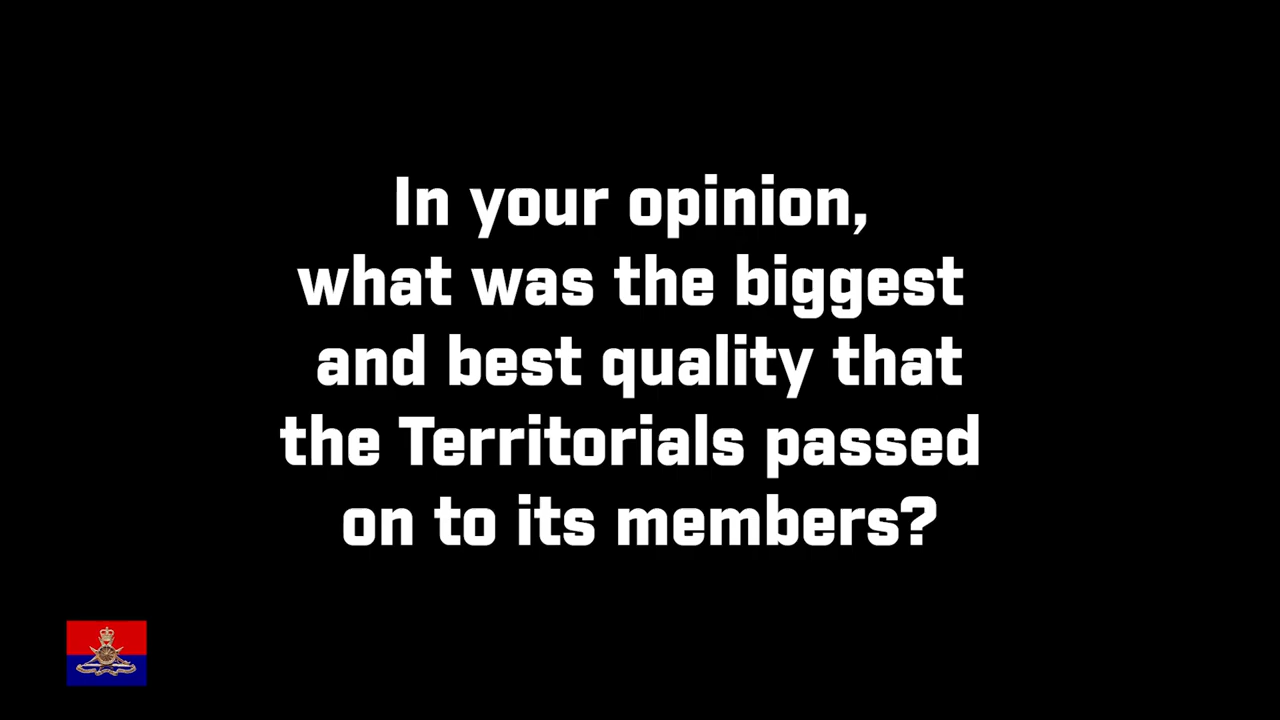 In your opinion,
what was the biggest
and best quality that
the Territorials passed
on to its members?